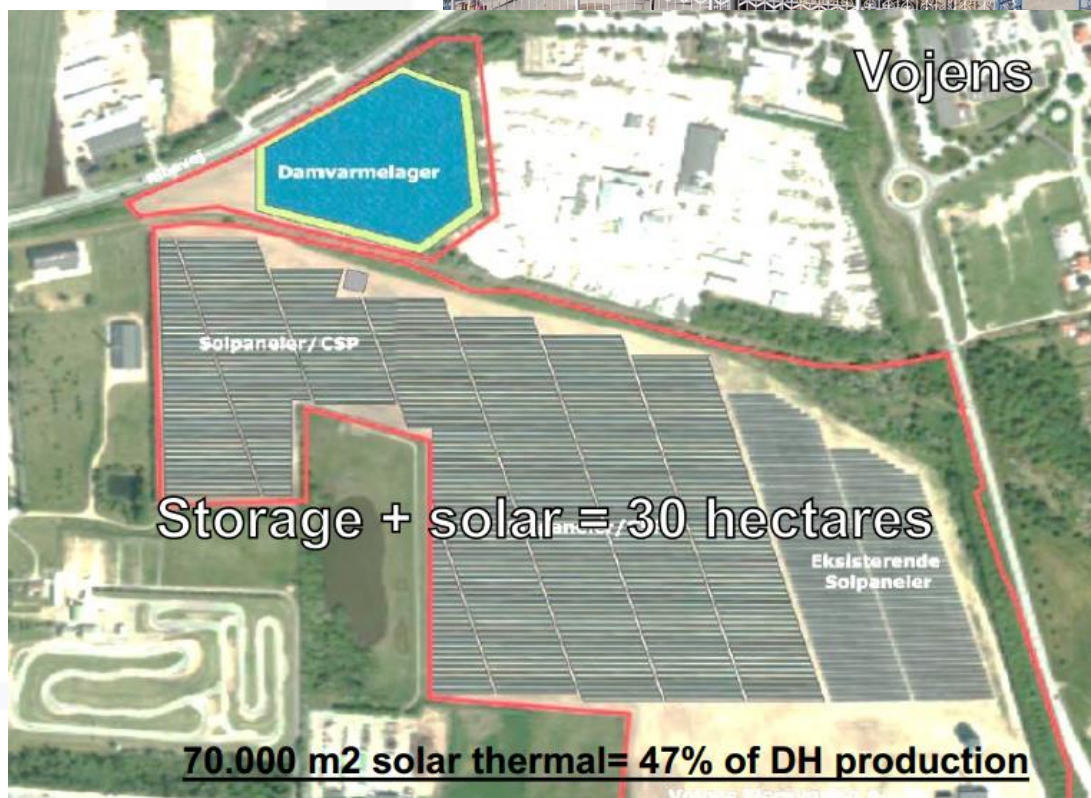 Vojens
Damvarmelager
Solpaneler/CSP
Storage + solar = 30 hectares
Eksisterende
Solpaneler
70.000 m2 solar thermal= 47% of DH production